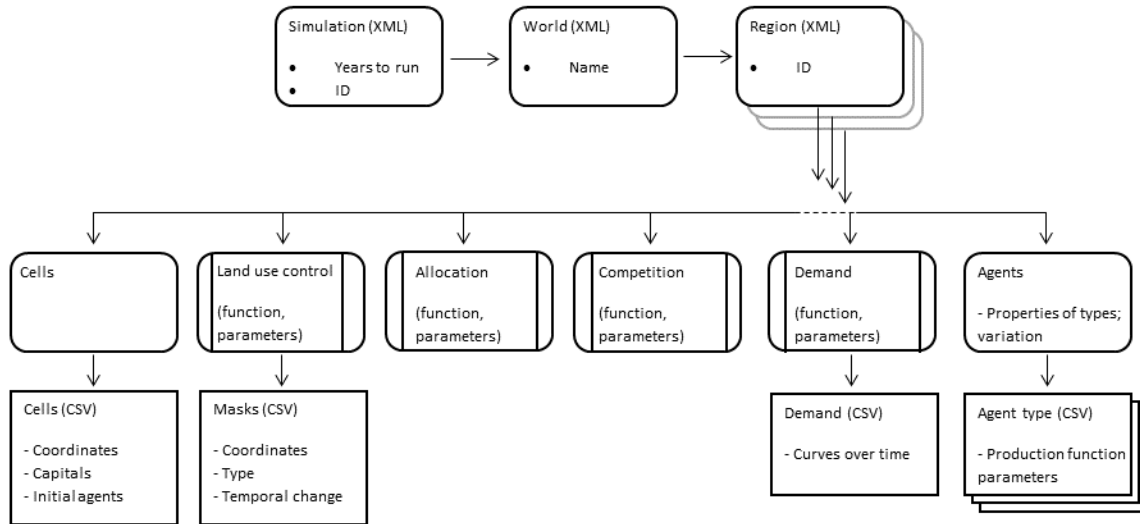 Simulation (XML)
• Years to run
• ID
World (XML)
• Name
Region (XML)
• ID
Cells
Land use control
(function,
parameters)
Allocation
(function,
parameters)
Competition
(function,
parameters)
Demand
(function,
parameters)
Agents
- Properties of types;
variation
Cells (CSV)
- Coordinates
- Capitals
- Initial agents
Masks (CSV)
- Coordinates
- Type
- Temporal change
Demand (CSV)
- Curves over time
Agent type (CSV)
- Production function
parameters